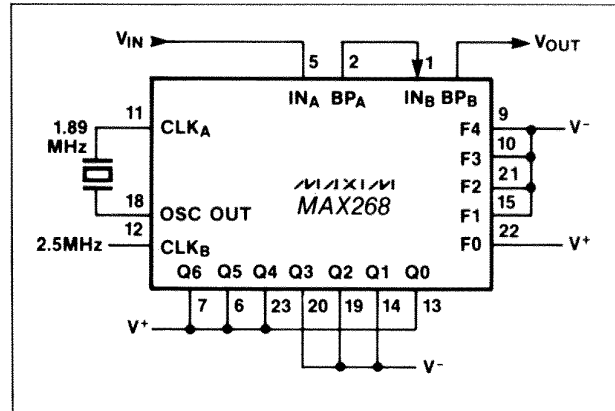 VIN
VOUT
5 2 1
INA BPA INB BPB
11 CLKA
1.89
MHz
18 OSC OUT
12
2.5MHz CLKB
MAXIM
MAX268
F4 9 V-
F3 10
F2 21
F1 15
F0 22 V+
Q6 Q5 Q4 Q3 Q2 Q1 Q0
7 6 23 20 19 14 13
V+
V-